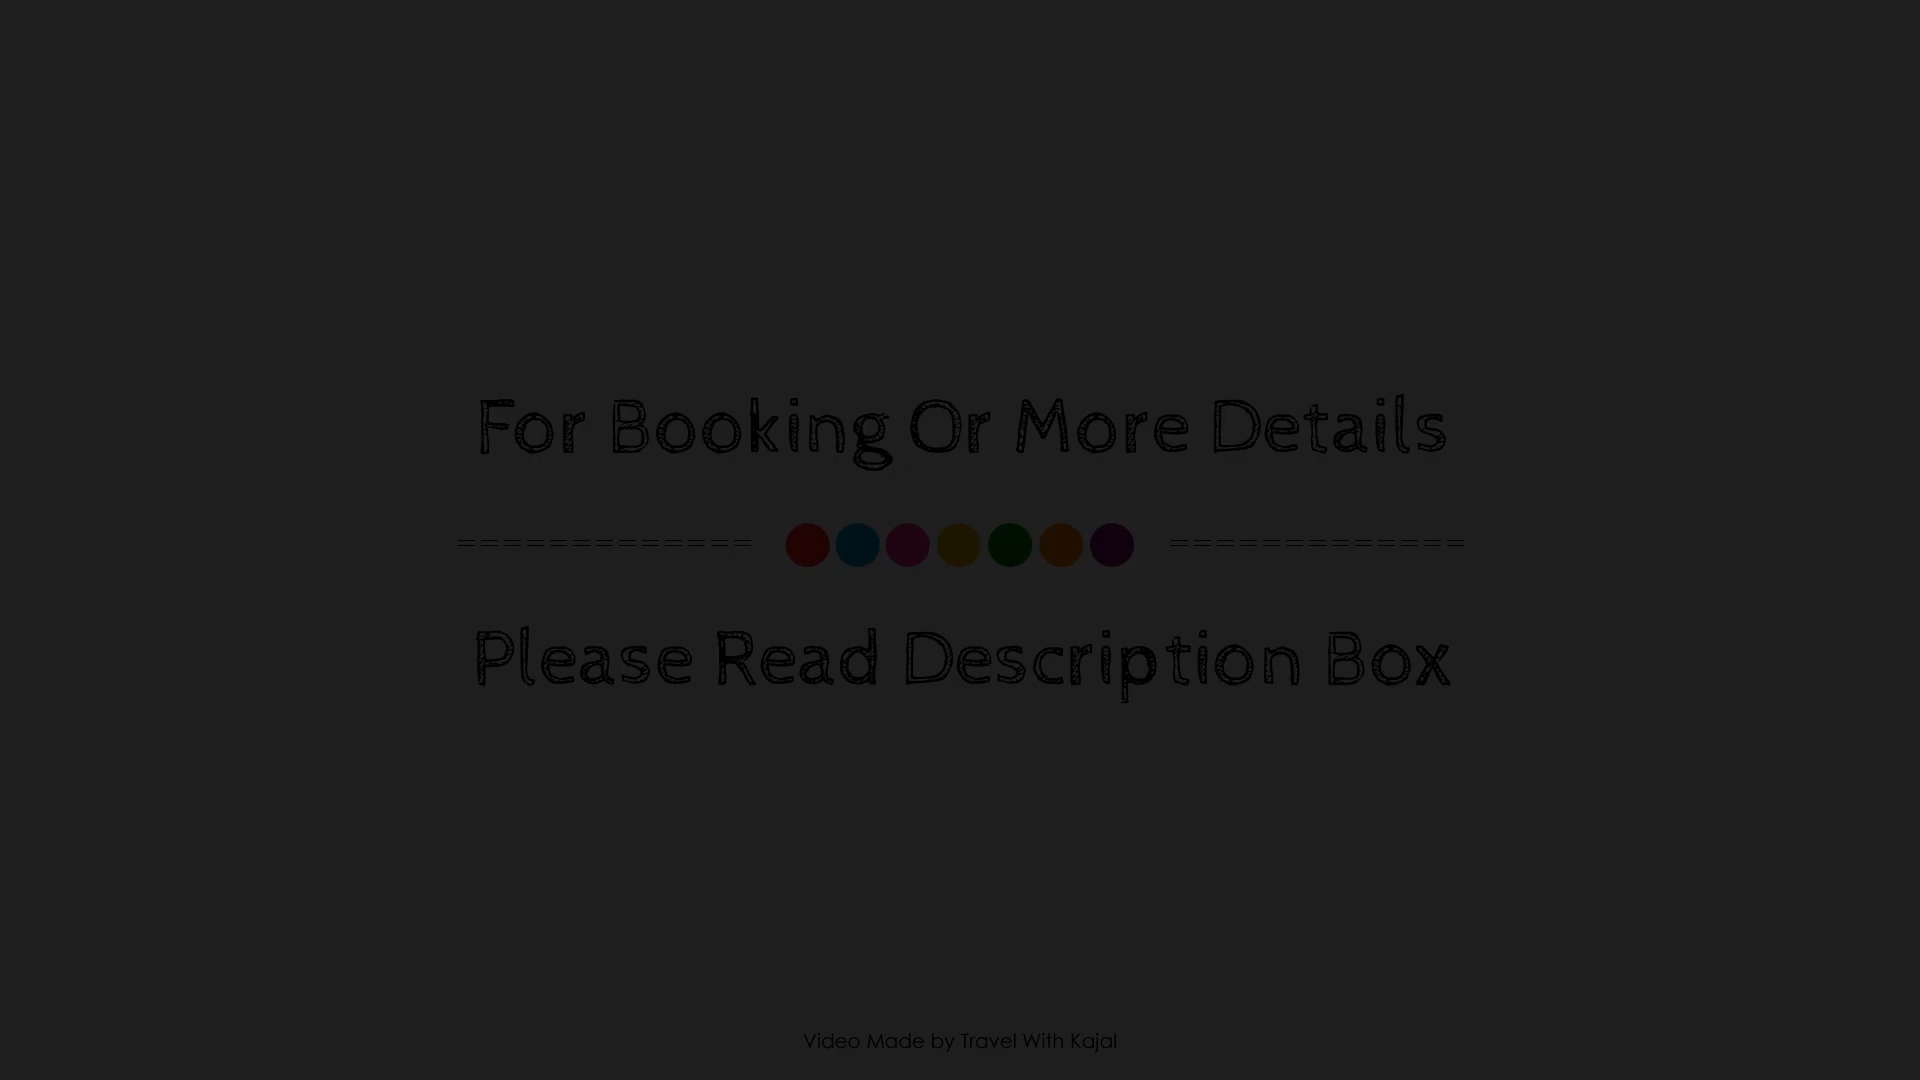 For Booking Or More Details
============= =============
Please Read Description Box
Video Made by Travel With Kajal